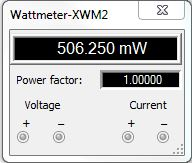 Wattmeter-XWM2
506.250 mW
Power factor: 1.00000
Voltage Current
+ − + −